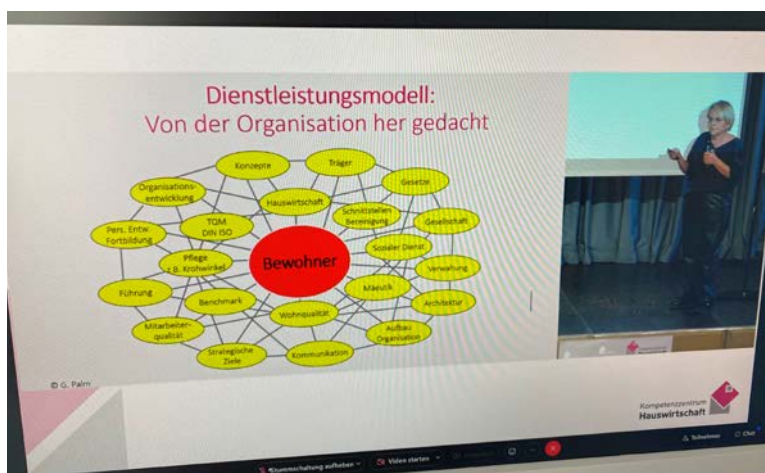 Dienstleistungsmodell:
Von der Organisation her gedacht
Konzepte
Träger
Organisations-
entwicklung
Gesetze
Hauswirtschaft
Schnittstellen
Bereinigung
Gesellschaft
TQM
DIN ISO
Pers. Entw.
Fortbildung
Sozialer Dienst
Pflege
z.B. Krohwinkel
Bewohner
Verwaltung
Führung
Mäeutik
Benchmark
Architektur
Wohnqualität
Mitarbeiter-
qualität
Aufbau
Organisation
Strategische
Ziele
Kommunikation
© G. Palm
Kompetenzzentrum
Hauswirtschaft
Stummschaltung aufheben
Video starten
Teilnehmer
Chat